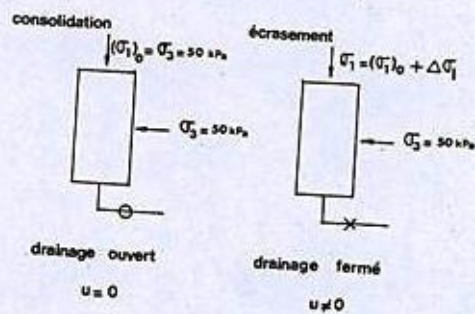 consolidation
(σ₁)₀ = σ₃ = 50 kPa
σ₃ = 50 kPa
drainage ouvert
u = 0
écrasement
σ₁ = (σ₁)₀ + Δσ₁
σ₃ = 50 kPa
drainage fermé
u ≠ 0